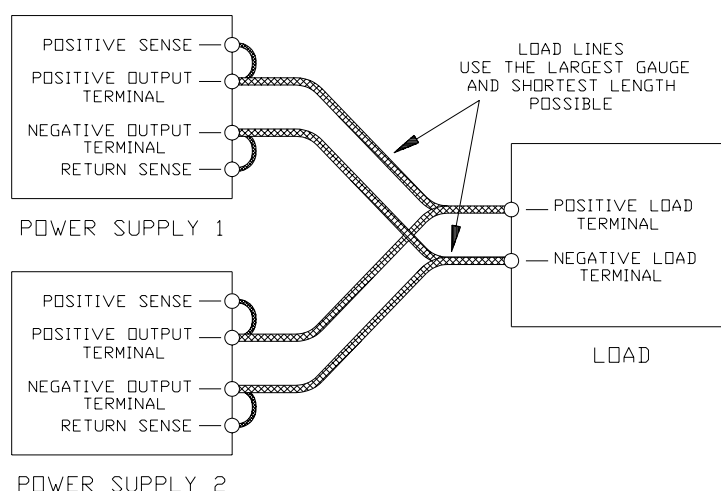 POSITIVE SENSE
POSITIVE OUTPUT
TERMINAL
NEGATIVE OUTPUT
TERMINAL
RETURN SENSE
POWER SUPPLY 1
LOAD LINES
USE THE LARGEST GAUGE
AND SHORTEST LENGTH
POSSIBLE
POSITIVE LOAD
TERMINAL
NEGATIVE LOAD
TERMINAL
LOAD
POSITIVE SENSE
POSITIVE OUTPUT
TERMINAL
NEGATIVE OUTPUT
TERMINAL
RETURN SENSE
POWER SUPPLY 2